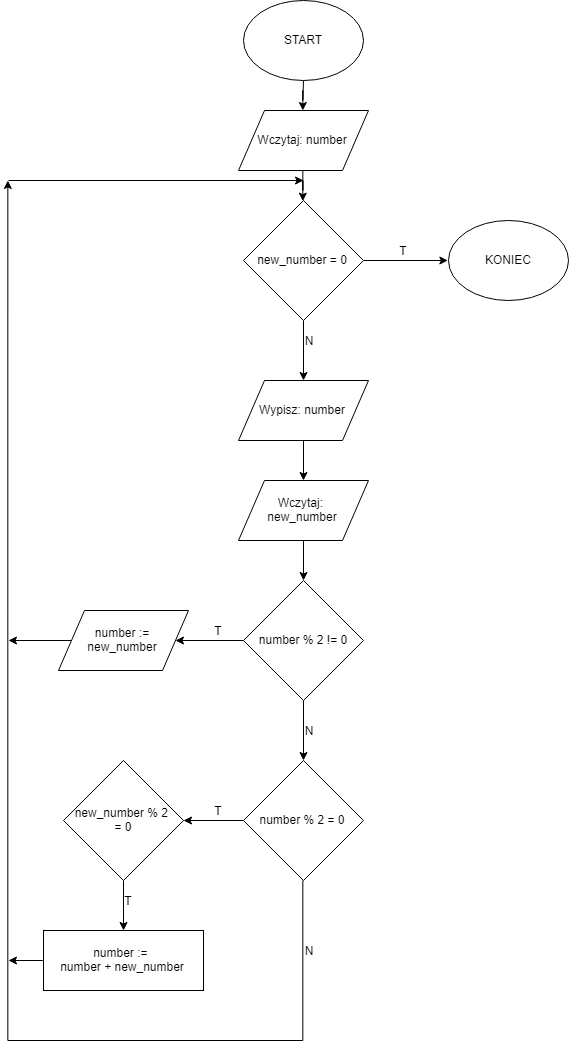 START
Wczytaj: number
new_number = 0
T
KONIEC
N
Wypisz: number
Wczytaj:
new_number
number % 2 != 0
T
number :=
new_number
N
number % 2 = 0
T
new_number % 2
= 0
T
number :=
number + new_number
N